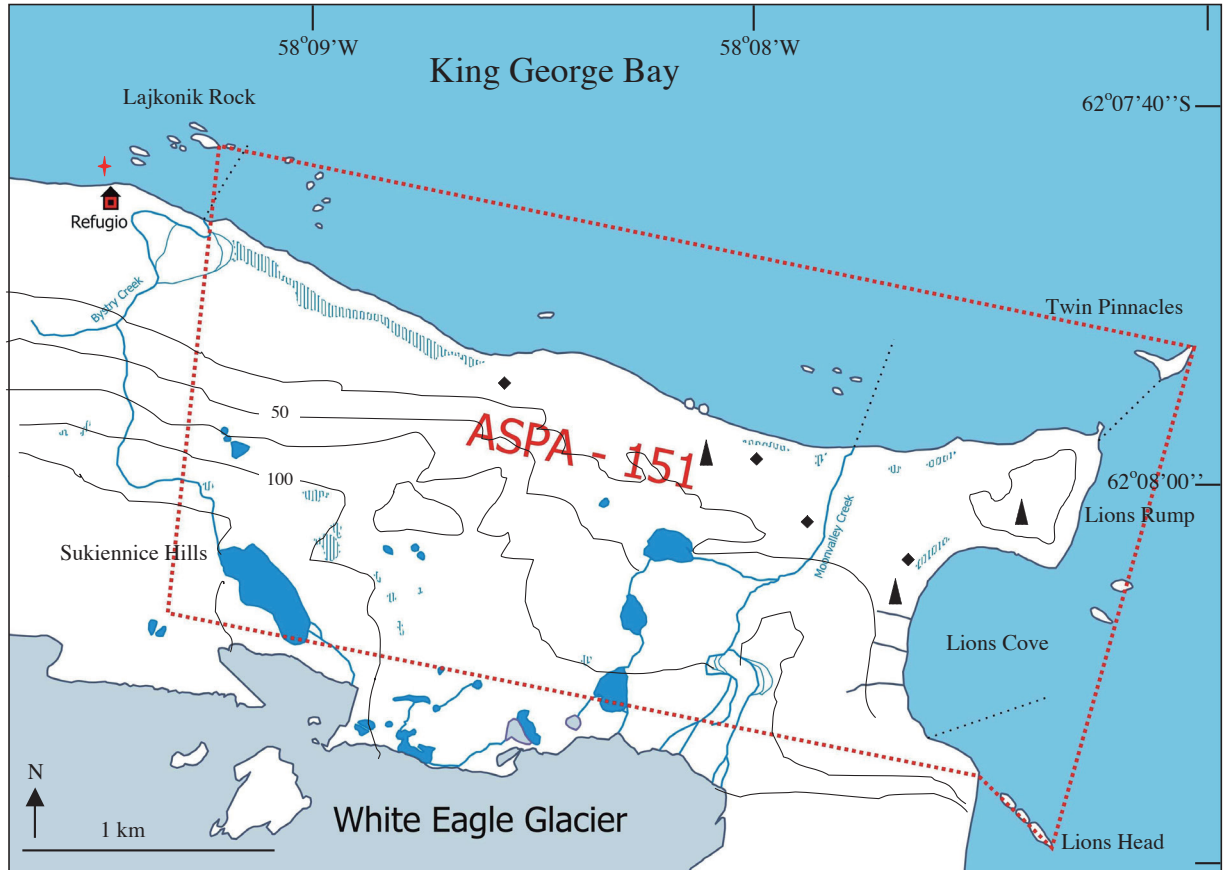 58°09'W
58°08'W
King George Bay
Lajkonik Rock
62°07'40''S
Refugio
Bystry Creek
Twin Pinnacles
50
ASPA - 151
100
62°08'00''
Lions Rump
Sukiennice Hills
Moonvalley Creek
Lions Cove
N
1 km
White Eagle Glacier
Lions Head